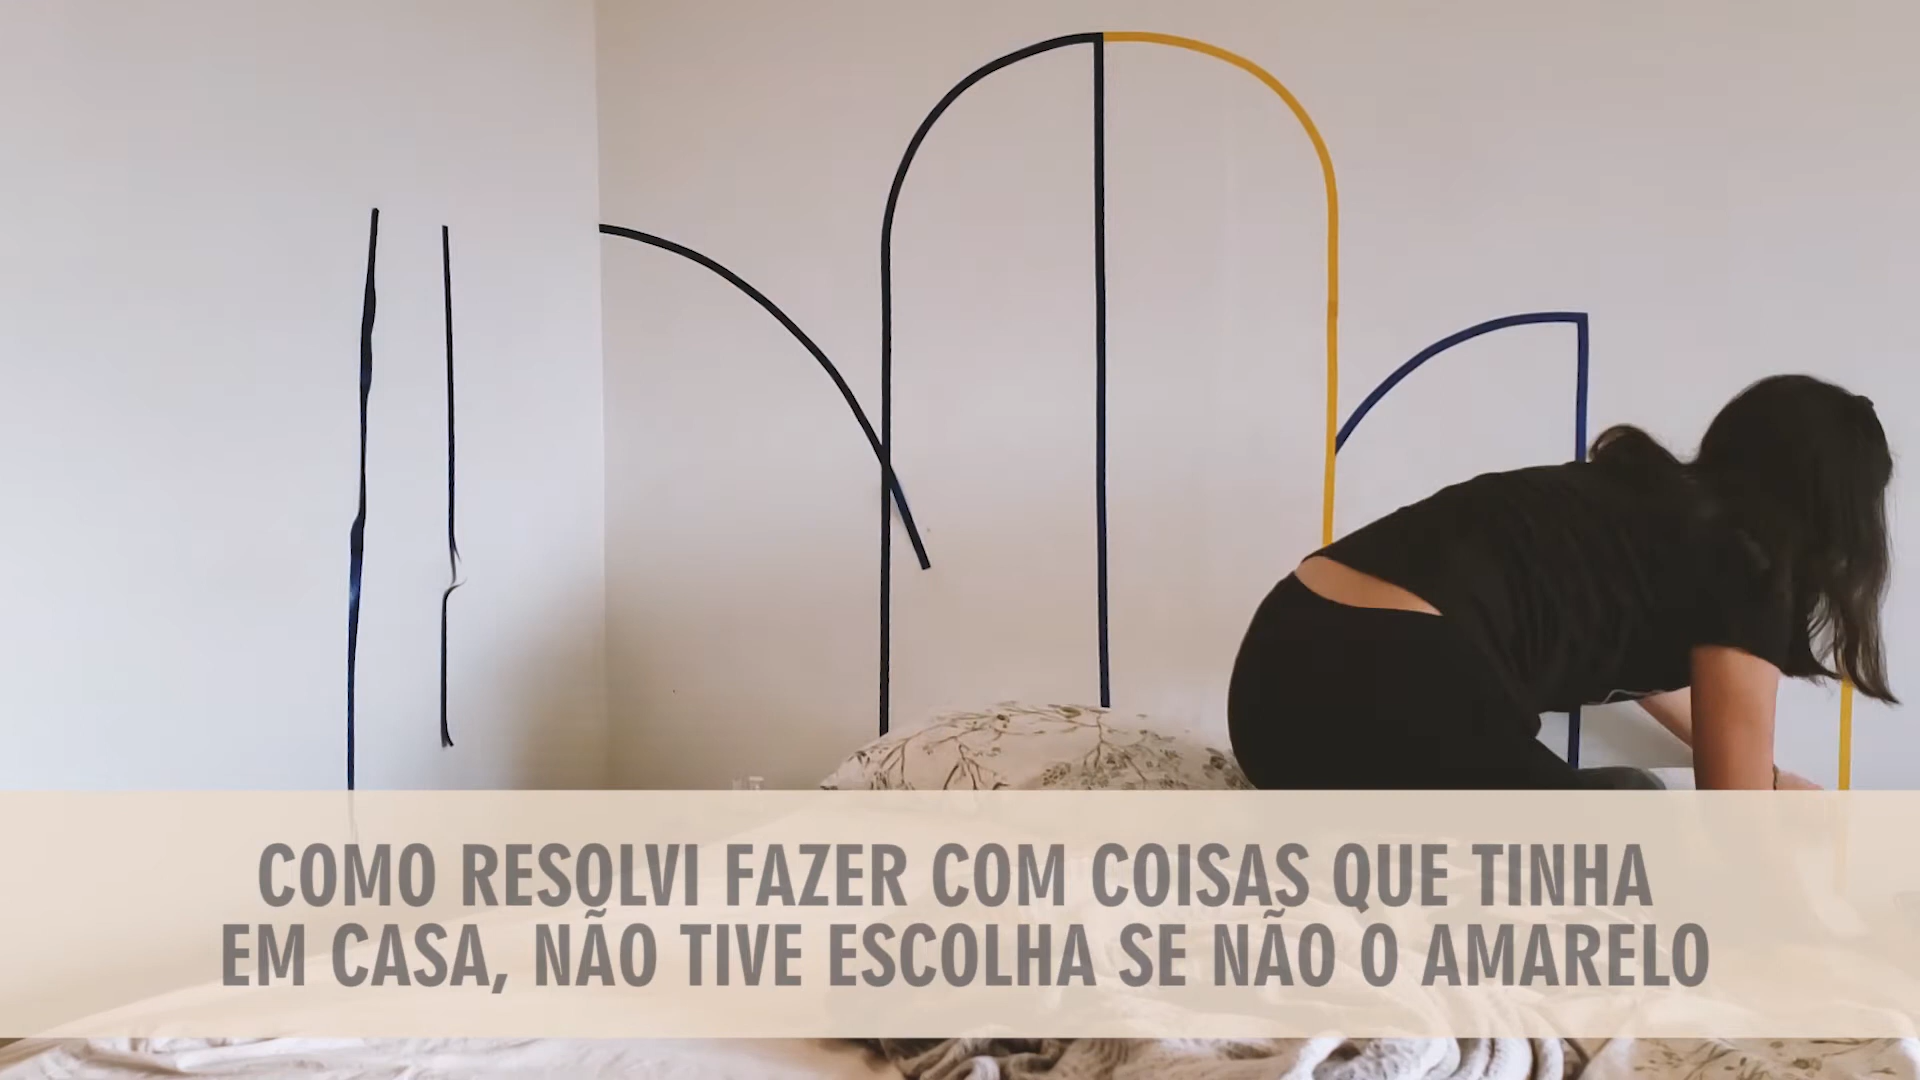 COMO RESOLVI FAZER COM COISAS QUE TINHA
EM CASA, NÃO TIVE ESCOLHA SE NÃO O AMARELO